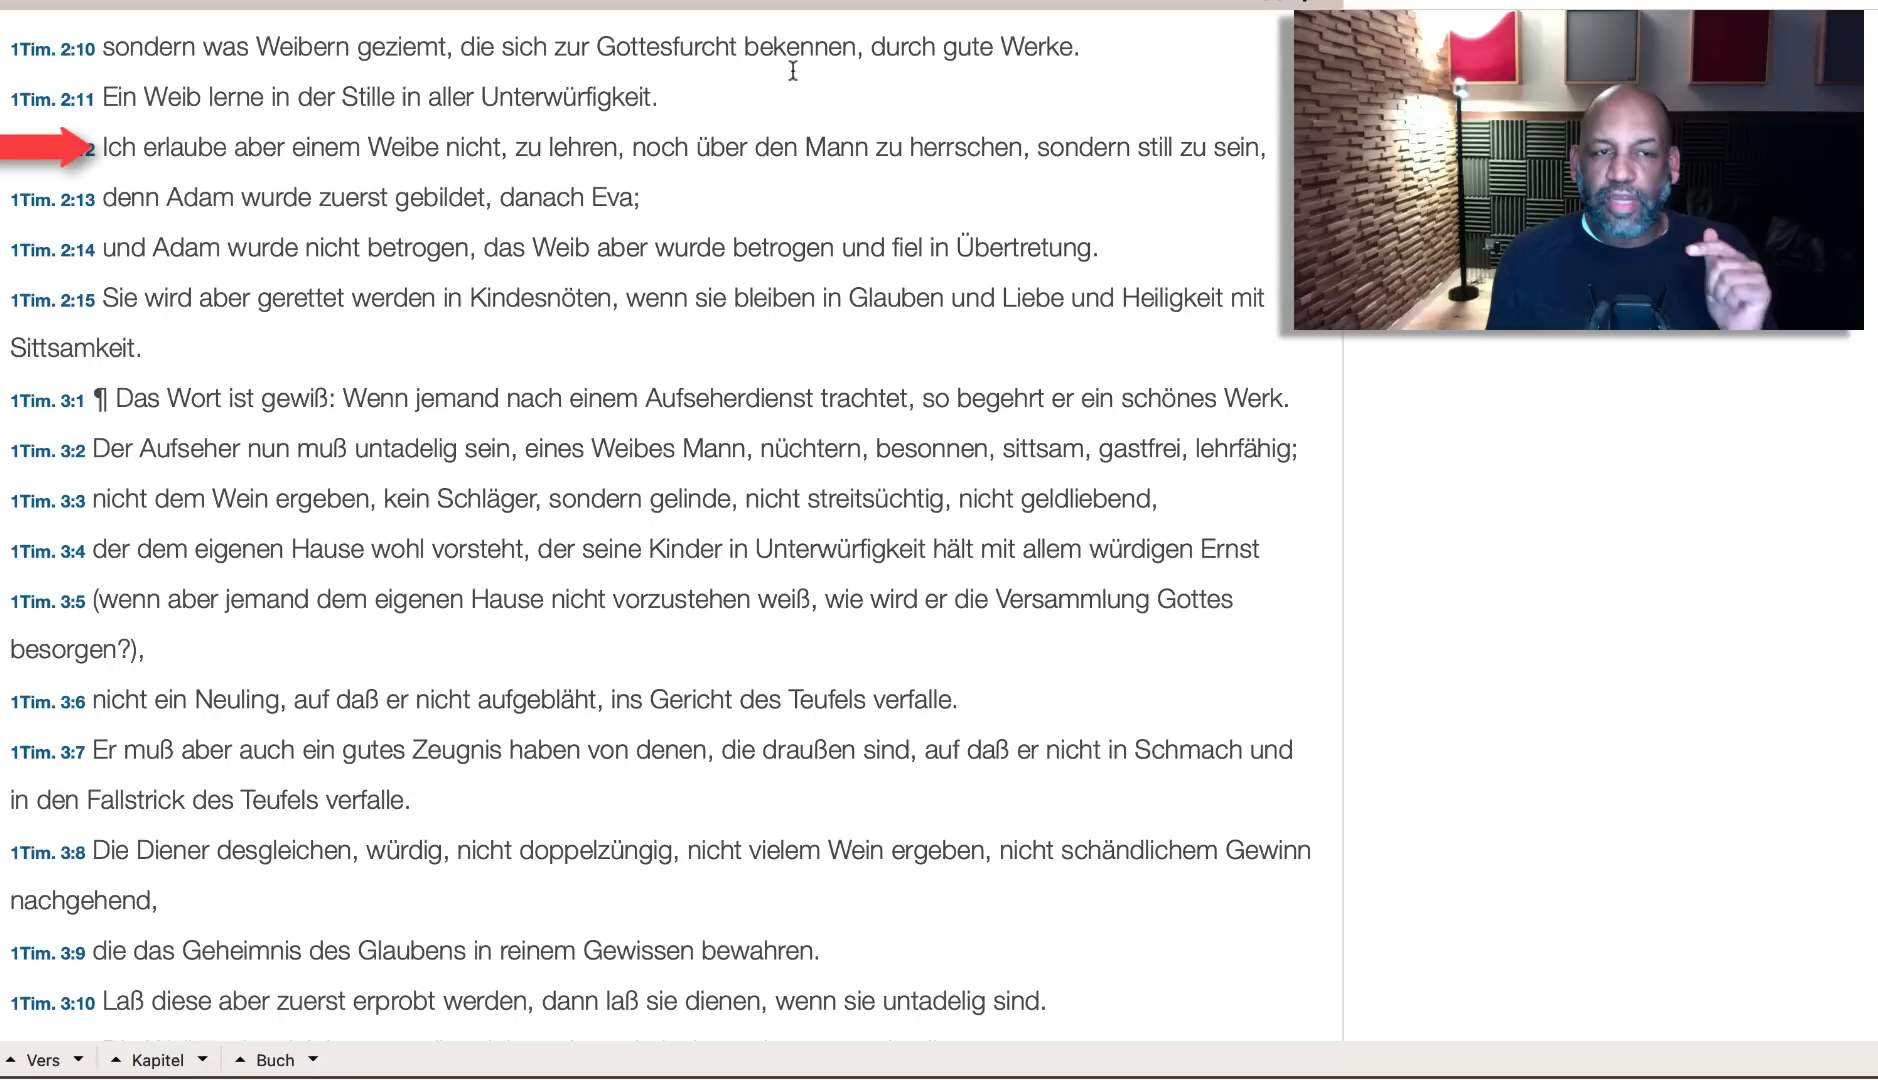 1Tim. 2:10 sondern was Weibern geziemt, die sich zur Gottesfurcht bekennen, durch gute Werke.
1Tim. 2:11 Ein Weib lerne in der Stille in aller Unterwürfigkeit.
2 Ich erlaube aber einem Weibe nicht, zu lehren, noch über den Mann zu herrschen, sondern still zu sein,
1Tim. 2:13 denn Adam wurde zuerst gebildet, danach Eva;
1Tim. 2:14 und Adam wurde nicht betrogen, das Weib aber wurde betrogen und fiel in Übertretung.
1Tim. 2:15 Sie wird aber gerettet werden in Kindesnöten, wenn sie bleiben in Glauben und Liebe und Heiligkeit mit
Sittsamkeit.
1Tim. 3:1 ¶ Das Wort ist gewiß: Wenn jemand nach einem Aufseherdienst trachtet, so begehrt er ein schönes Werk.
1Tim. 3:2 Der Aufseher nun muß untadelig sein, eines Weibes Mann, nüchtern, besonnen, sittsam, gastfrei, lehrfähig;
1Tim. 3:3 nicht dem Wein ergeben, kein Schläger, sondern gelinde, nicht streitsüchtig, nicht geldliebend,
1Tim. 3:4 der dem eigenen Hause wohl vorsteht, der seine Kinder in Unterwürfigkeit hält mit allem würdigen Ernst
1Tim. 3:5 (wenn aber jemand dem eigenen Hause nicht vorzustehen weiß, wie wird er die Versammlung Gottes
besorgen?),
1Tim. 3:6 nicht ein Neuling, auf daß er nicht aufgebläht, ins Gericht des Teufels verfalle.
1Tim. 3:7 Er muß aber auch ein gutes Zeugnis haben von denen, die draußen sind, auf daß er nicht in Schmach und
in den Fallstrick des Teufels verfalle.
1Tim. 3:8 Die Diener desgleichen, würdig, nicht doppelzüngig, nicht vielem Wein ergeben, nicht schändlichem Gewinn
nachgehend,
1Tim. 3:9 die das Geheimnis des Glaubens in reinem Gewissen bewahren.
1Tim. 3:10 Laß diese aber zuerst erprobt werden, dann laß sie dienen, wenn sie untadelig sind.
Vers Kapitel Buch